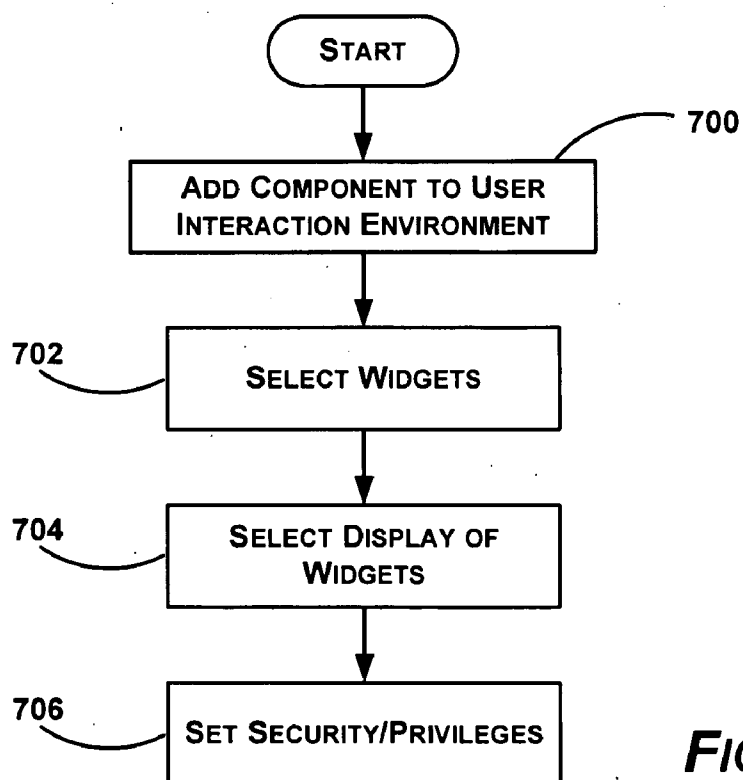 START
700
ADD COMPONENT TO USER
INTERACTION ENVIRONMENT
702
SELECT WIDGETS
704
SELECT DISPLAY OF
WIDGETS
706
SET SECURITY/PRIVILEGES